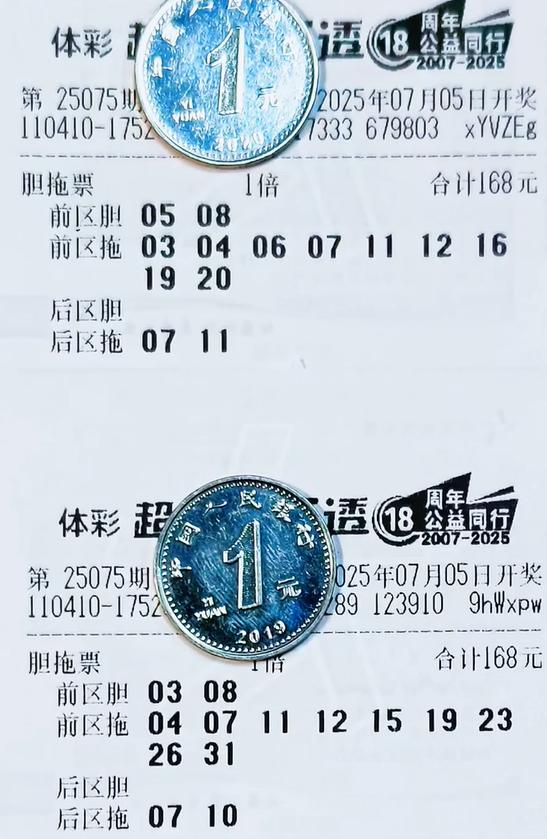 体彩 超 透 18 周年
公益同行
2007-2025
中国人民银行
1 元
YI
YUAN
2020
第 25075期 2025年07月05日开奖
110410-1752 7333 679803 xYVZEg
胆拖票 1倍 合计168元
前区胆 05 08
前区拖 03 04 06 07 11 12 16
19 20
后区胆
后区拖 07 11
体彩 超 透 18 周年
公益同行
2007-2025
中国人民银行
1 元
YI
YUAN
2019
第 25075期 025年07月05日开奖
110410-1752 289 123910 9hWxpw
胆拖票 1倍 合计168元
前区胆 03 08
前区拖 04 07 11 12 15 19 23
26 31
后区胆
后区拖 07 10